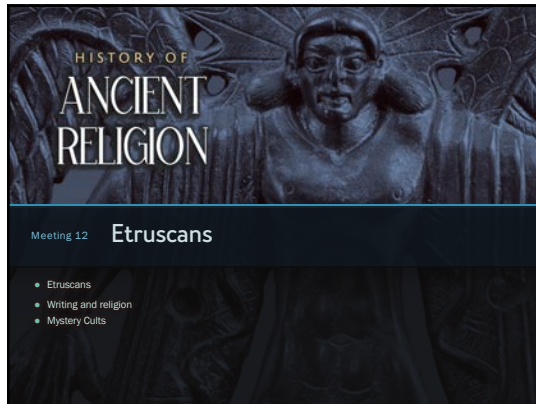 HISTORY OF
ANCIENT
RELIGION
Meeting 12 Etruscans
Etruscans
Writing and religion
Mystery Cults